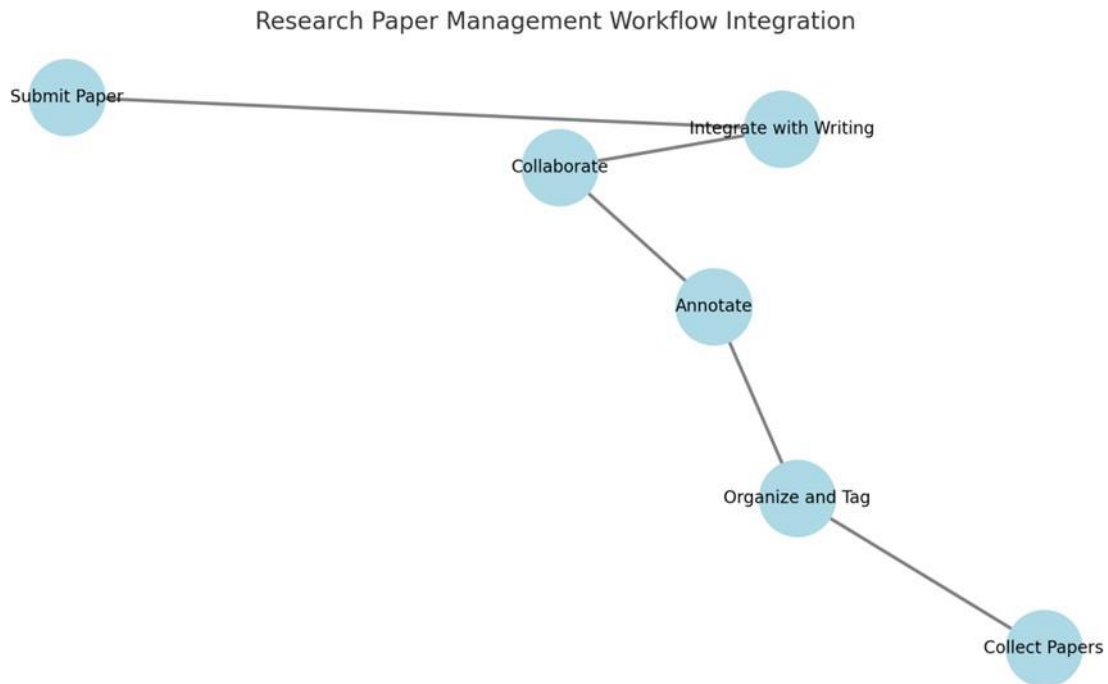 Research Paper Management Workflow Integration
Submit Paper
Integrate with Writing
Collaborate
Annotate
Organize and Tag
Collect Papers